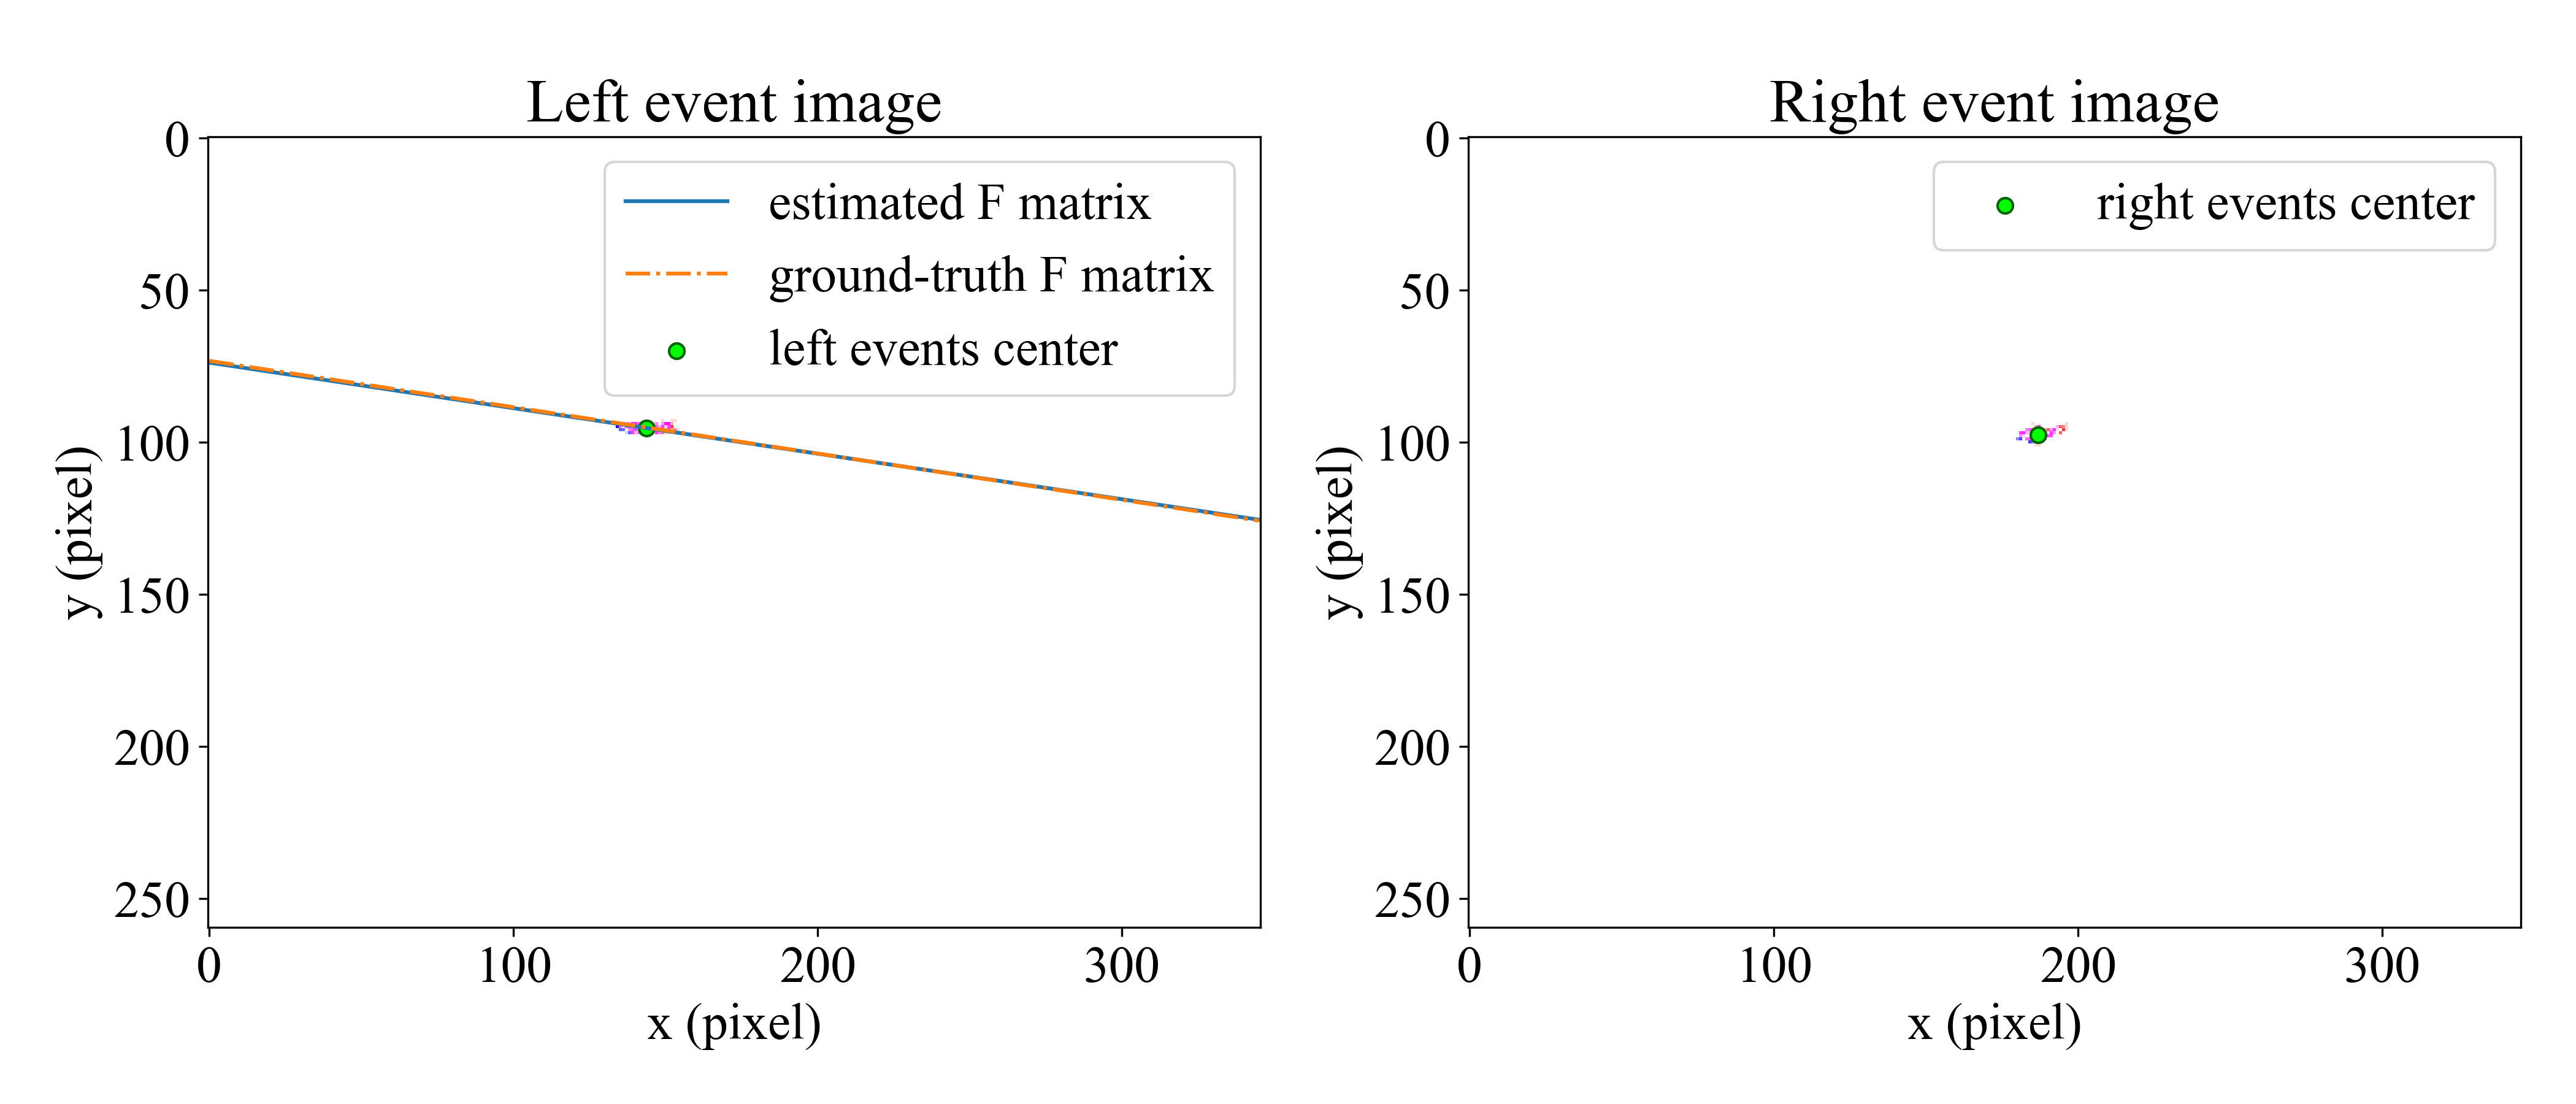 Left event image
estimated F matrix
ground-truth F matrix
left events center
0
50
100
150
200
250
y (pixel)
0 100 200 300
x (pixel)
Right event image
right events center
0
50
100
150
200
250
y (pixel)
0 100 200 300
x (pixel)